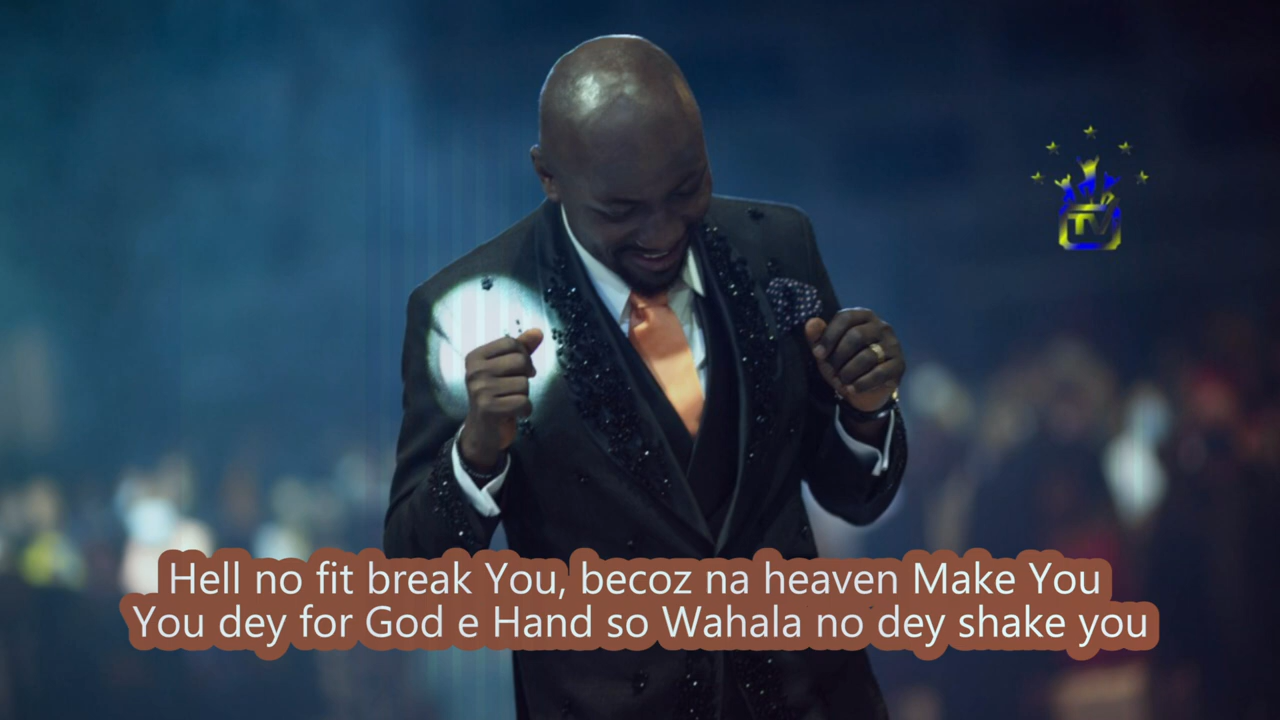 TV
Hell no fit break You, becoz na heaven Make You
You dey for God e Hand so Wahala no dey shake you